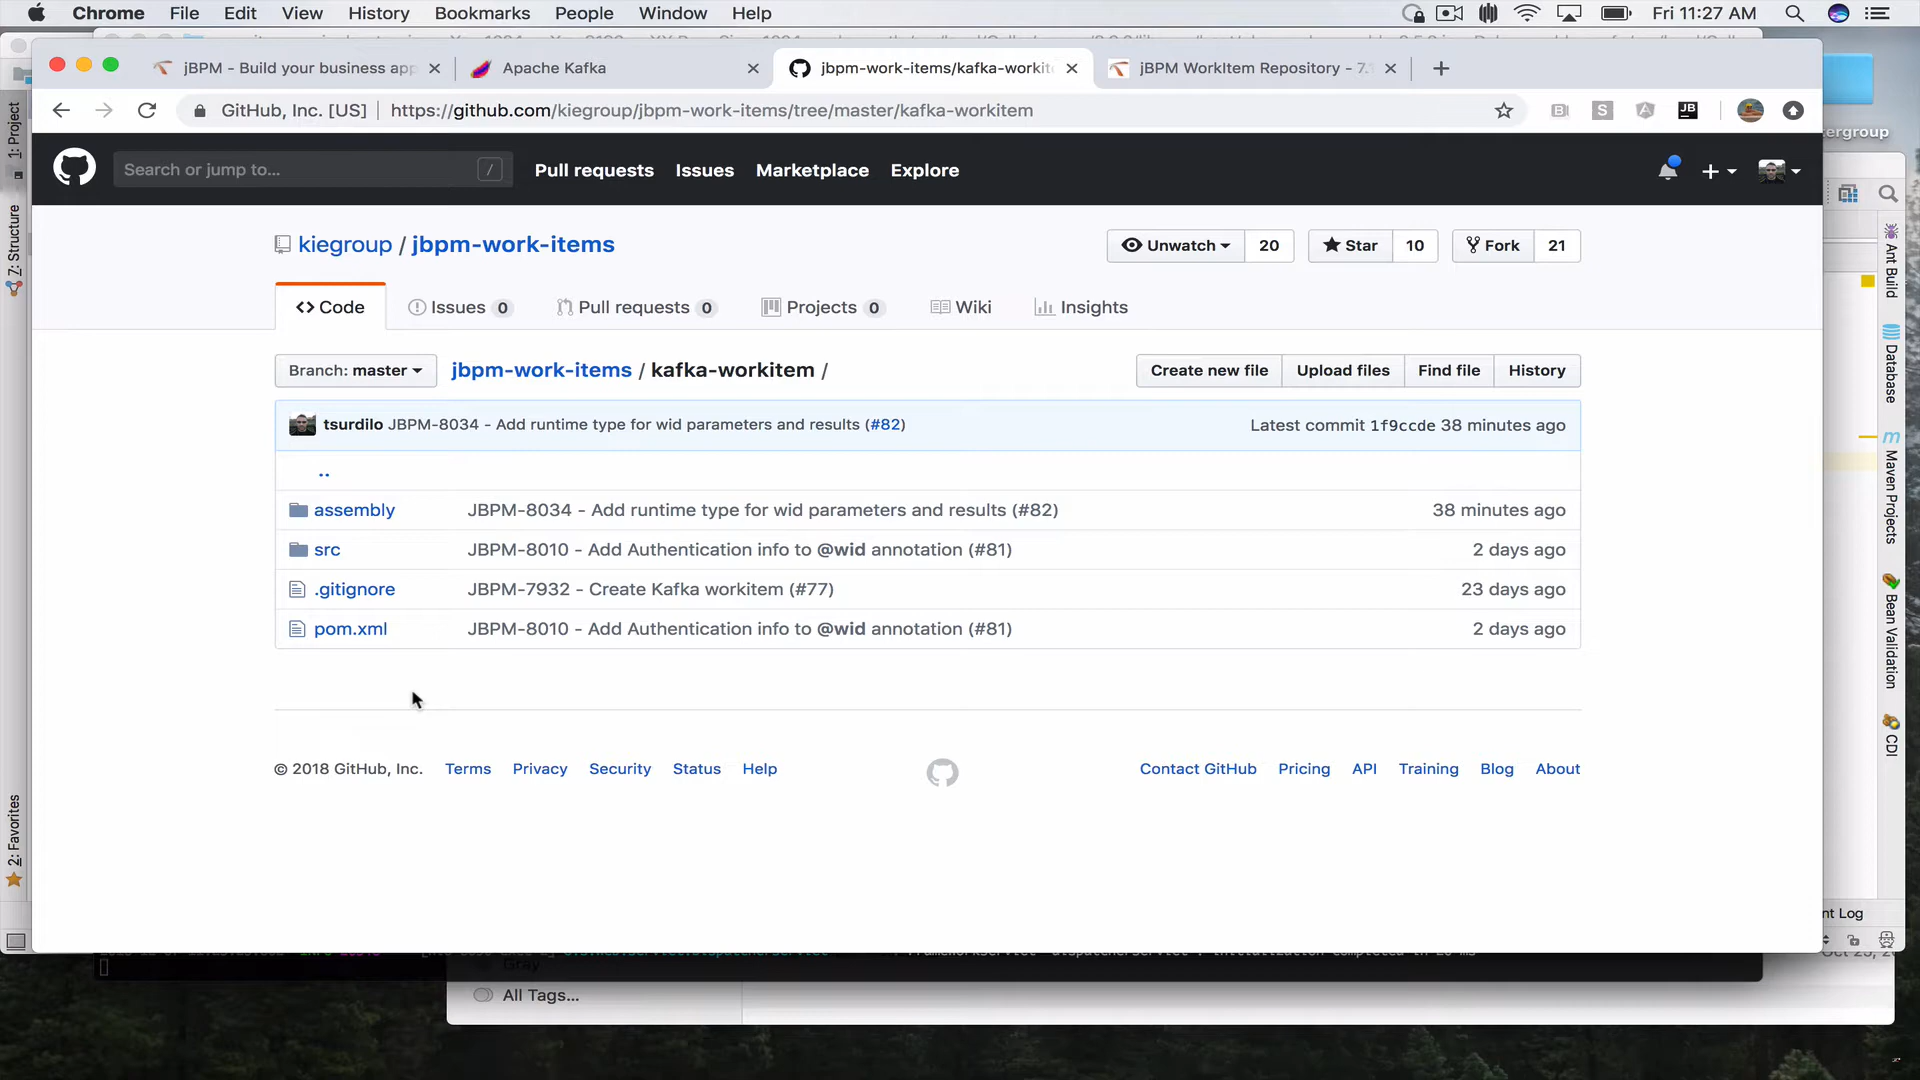 Chrome File Edit View History Bookmarks People Window Help Fri 11:27 AM
jBPM - Build your business app
Apache Kafka
jbpm-work-items/kafka-workit
jBPM WorkItem Repository - 7.
GitHub, Inc. [US] | https://github.com/kiegroup/jbpm-work-items/tree/master/kafka-workitem
ergroup
Search or jump to... / Pull requests Issues Marketplace Explore
kiegroup / jbpm-work-items
Unwatch 20 Star 10 Fork 21
Code Issues 0 Pull requests 0 Projects 0 Wiki Insights
Branch: master jbpm-work-items / kafka-workitem /
Create new file Upload files Find file History
tsurdilo JBPM-8034 - Add runtime type for wid parameters and results (#82) Latest commit 1f9ccde 38 minutes ago
..
assembly JBPM-8034 - Add runtime type for wid parameters and results (#82) 38 minutes ago
src JBPM-8010 - Add Authentication info to @wid annotation (#81) 2 days ago
.gitignore JBPM-7932 - Create Kafka workitem (#77) 23 days ago
pom.xml JBPM-8010 - Add Authentication info to @wid annotation (#81) 2 days ago
© 2018 GitHub, Inc. Terms Privacy Security Status Help Contact GitHub Pricing API Training Blog About
1: Project
7: Structure
2: Favorites
Ant Build
Database
m
Maven Projects
Bean Validation
CDI
nt Log
Gray
All Tags...